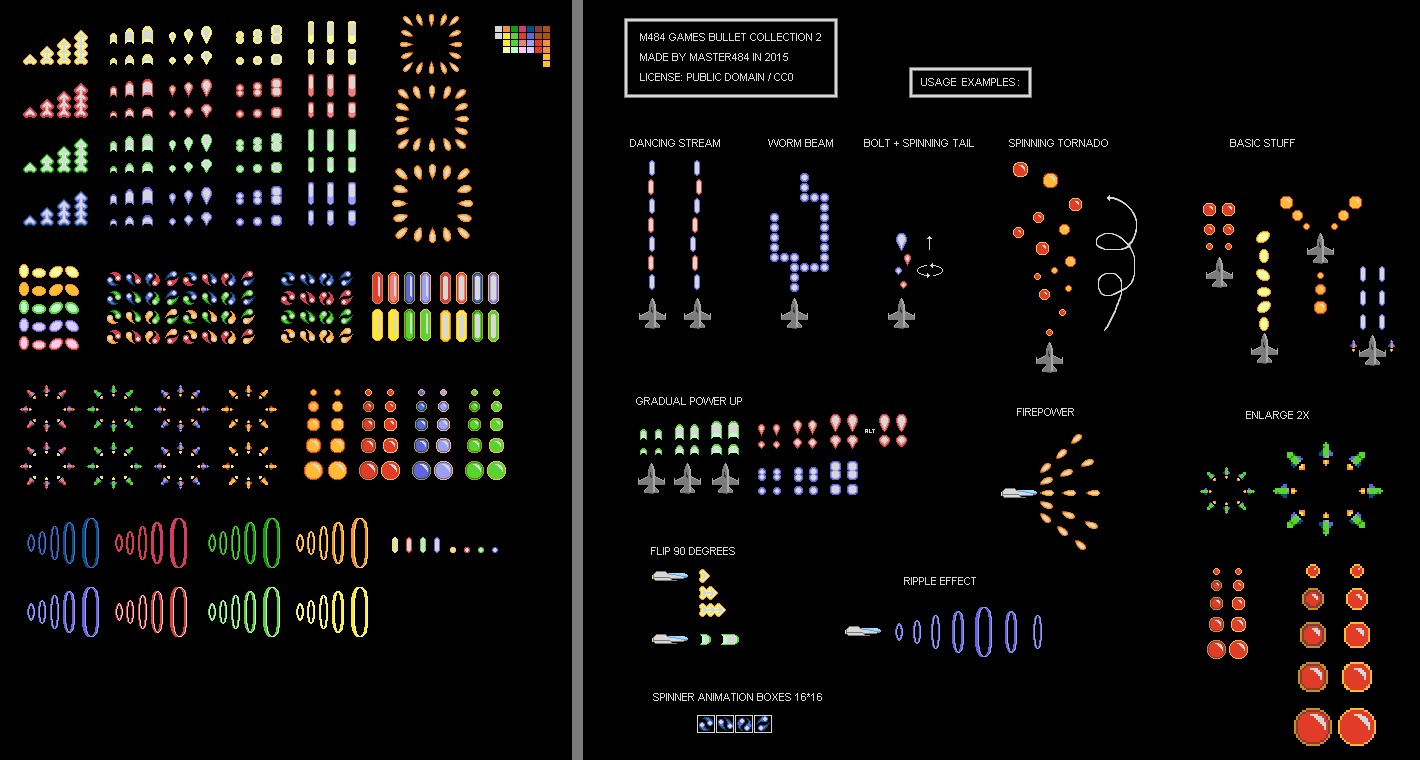 M484 GAMES BULLET COLLECTION 2
MADE BY MASTER484 IN 2015
LICENSE: PUBLIC DOMAIN / CC0
USAGE EXAMPLES:
DANCING STREAM
WORM BEAM
BOLT + SPINNING TAIL
SPINNING TORNADO
BASIC STUFF
GRADUAL POWER UP
ALT
FIREPOWER
ENLARGE 2X
FLIP 90 DEGREES
RIPPLE EFFECT
SPINNER ANIMATION BOXES 16*16